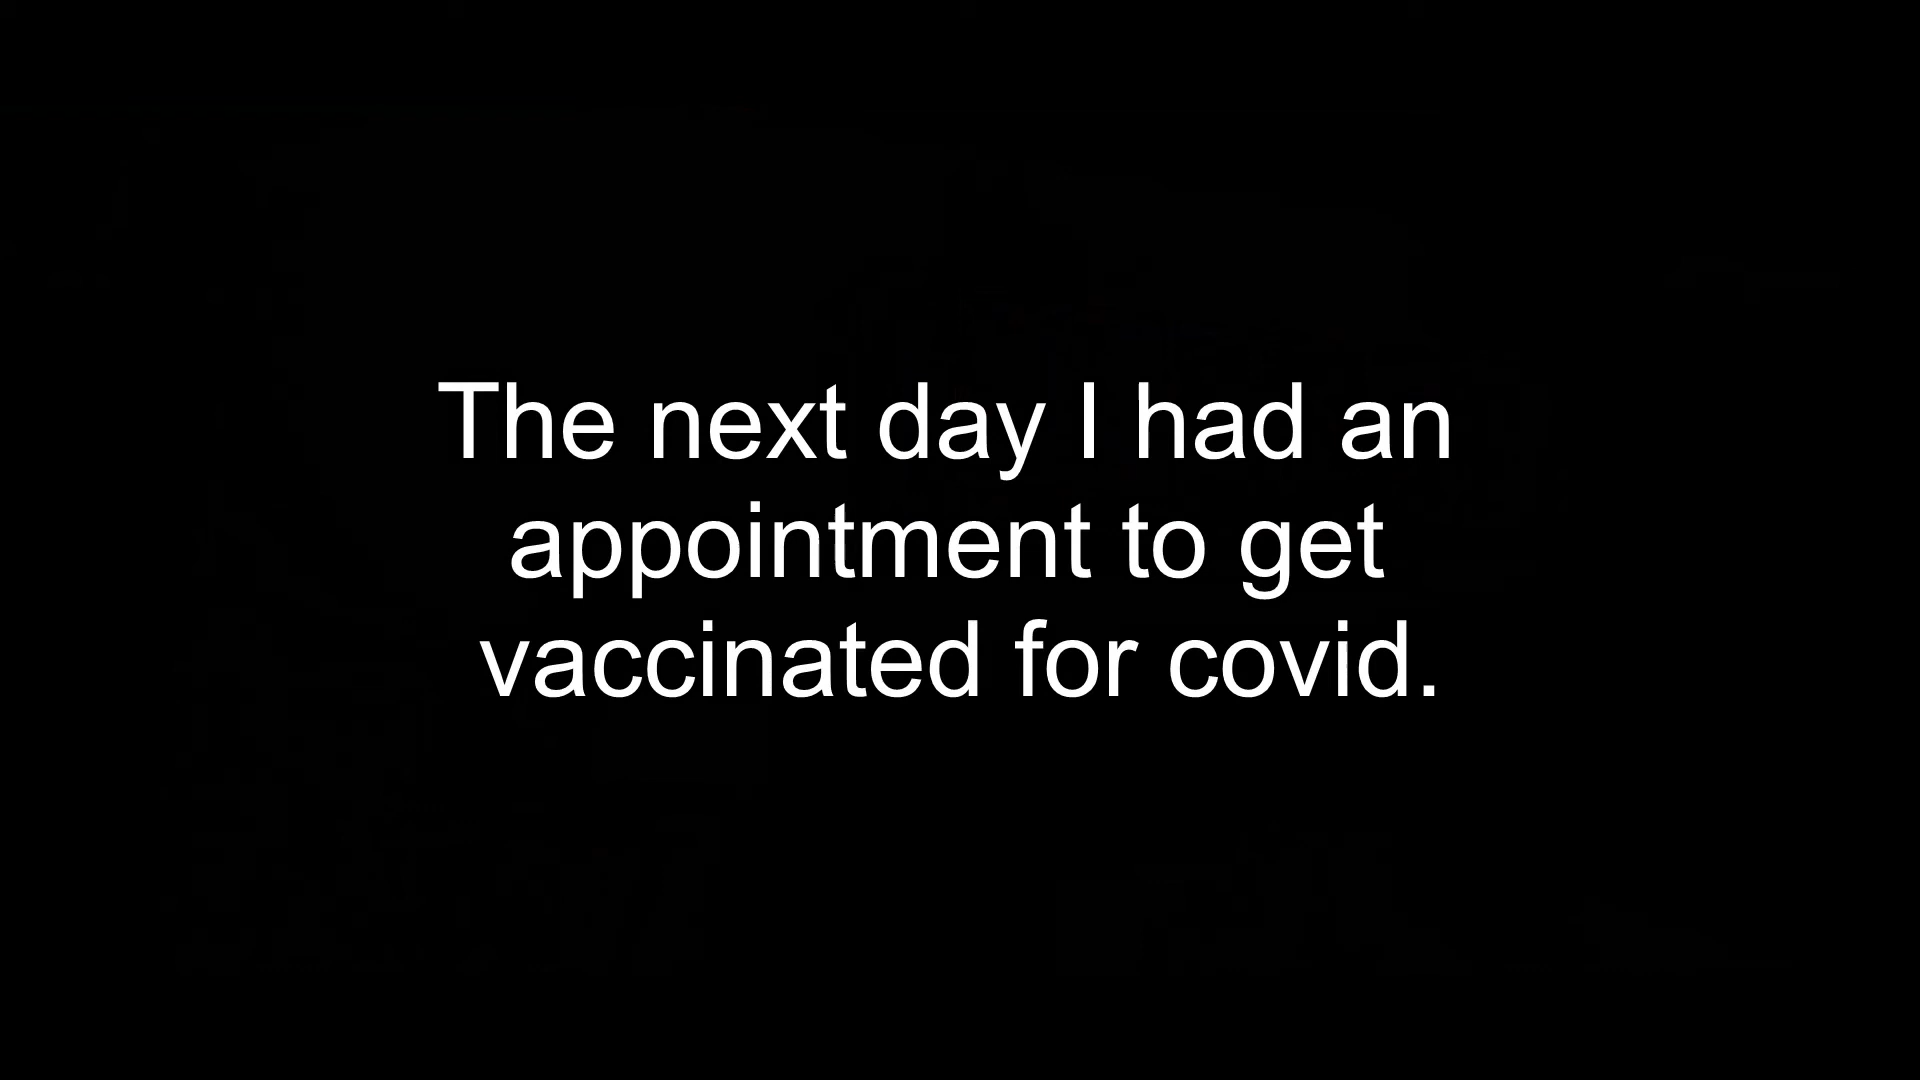 The next day I had an
appointment to get
vaccinated for covid.